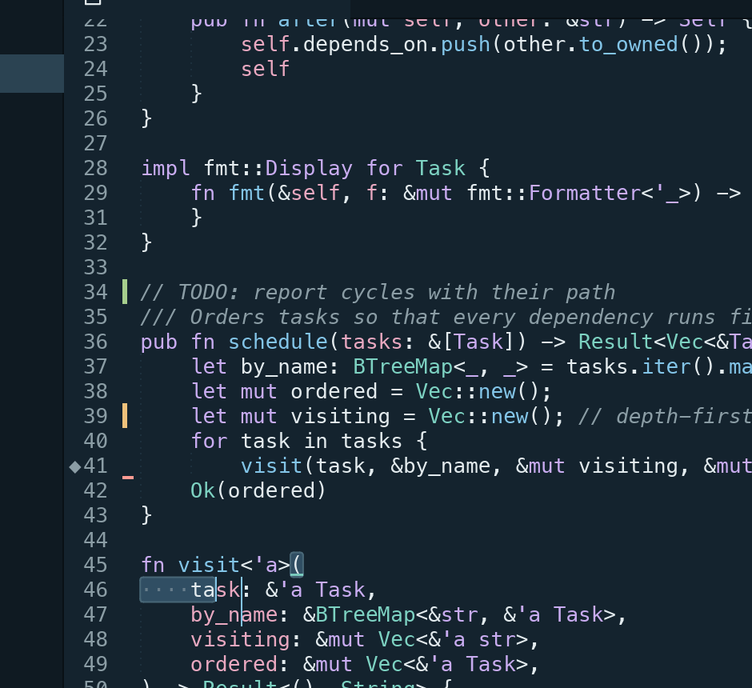 22     pub fn after(mut self, other: &str) -> Self {
23         self.depends_on.push(other.to_owned());
24         self
25     }
26 }
27
28 impl fmt::Display for Task {
29     fn fmt(&self, f: &mut fmt::Formatter<'_>) ->
31     }
32 }
33
34 // TODO: report cycles with their path
35 /// Orders tasks so that every dependency runs fi
36 pub fn schedule(tasks: &[Task]) -> Result<Vec<&Ta
37     let by_name: BTreeMap<_, _> = tasks.iter().ma
38     let mut ordered = Vec::new();
39     let mut visiting = Vec::new(); // depth-first
40     for task in tasks {
41         visit(task, &by_name, &mut visiting, &mut
42     Ok(ordered)
43 }
44
45 fn visit<'a>(
46 ····task: &'a Task,
47     by_name: &BTreeMap<&str, &'a Task>,
48     visiting: &mut Vec<&'a str>,
49     ordered: &mut Vec<&'a Task>,
50 ) -> Result<(), String> {